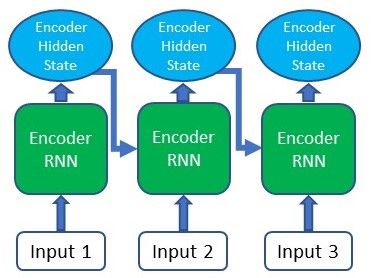 Encoder
Hidden
State
Encoder
Hidden
State
Encoder
Hidden
State
Encoder
RNN
Encoder
RNN
Encoder
RNN
Input 1
Input 2
Input 3